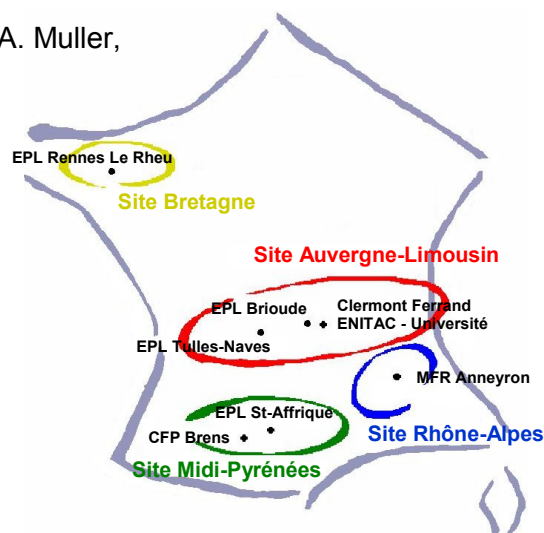 A. Muller,
EPL Rennes Le Rheu
Site Bretagne
Site Auvergne-Limousin
EPL Brioude
Clermont Ferrand
ENITAC - Université
EPL Tulles-Naves
MFR Anneyron
EPL St-Affrique
CFP Brens
Site Rhône-Alpes
Site Midi-Pyrénées